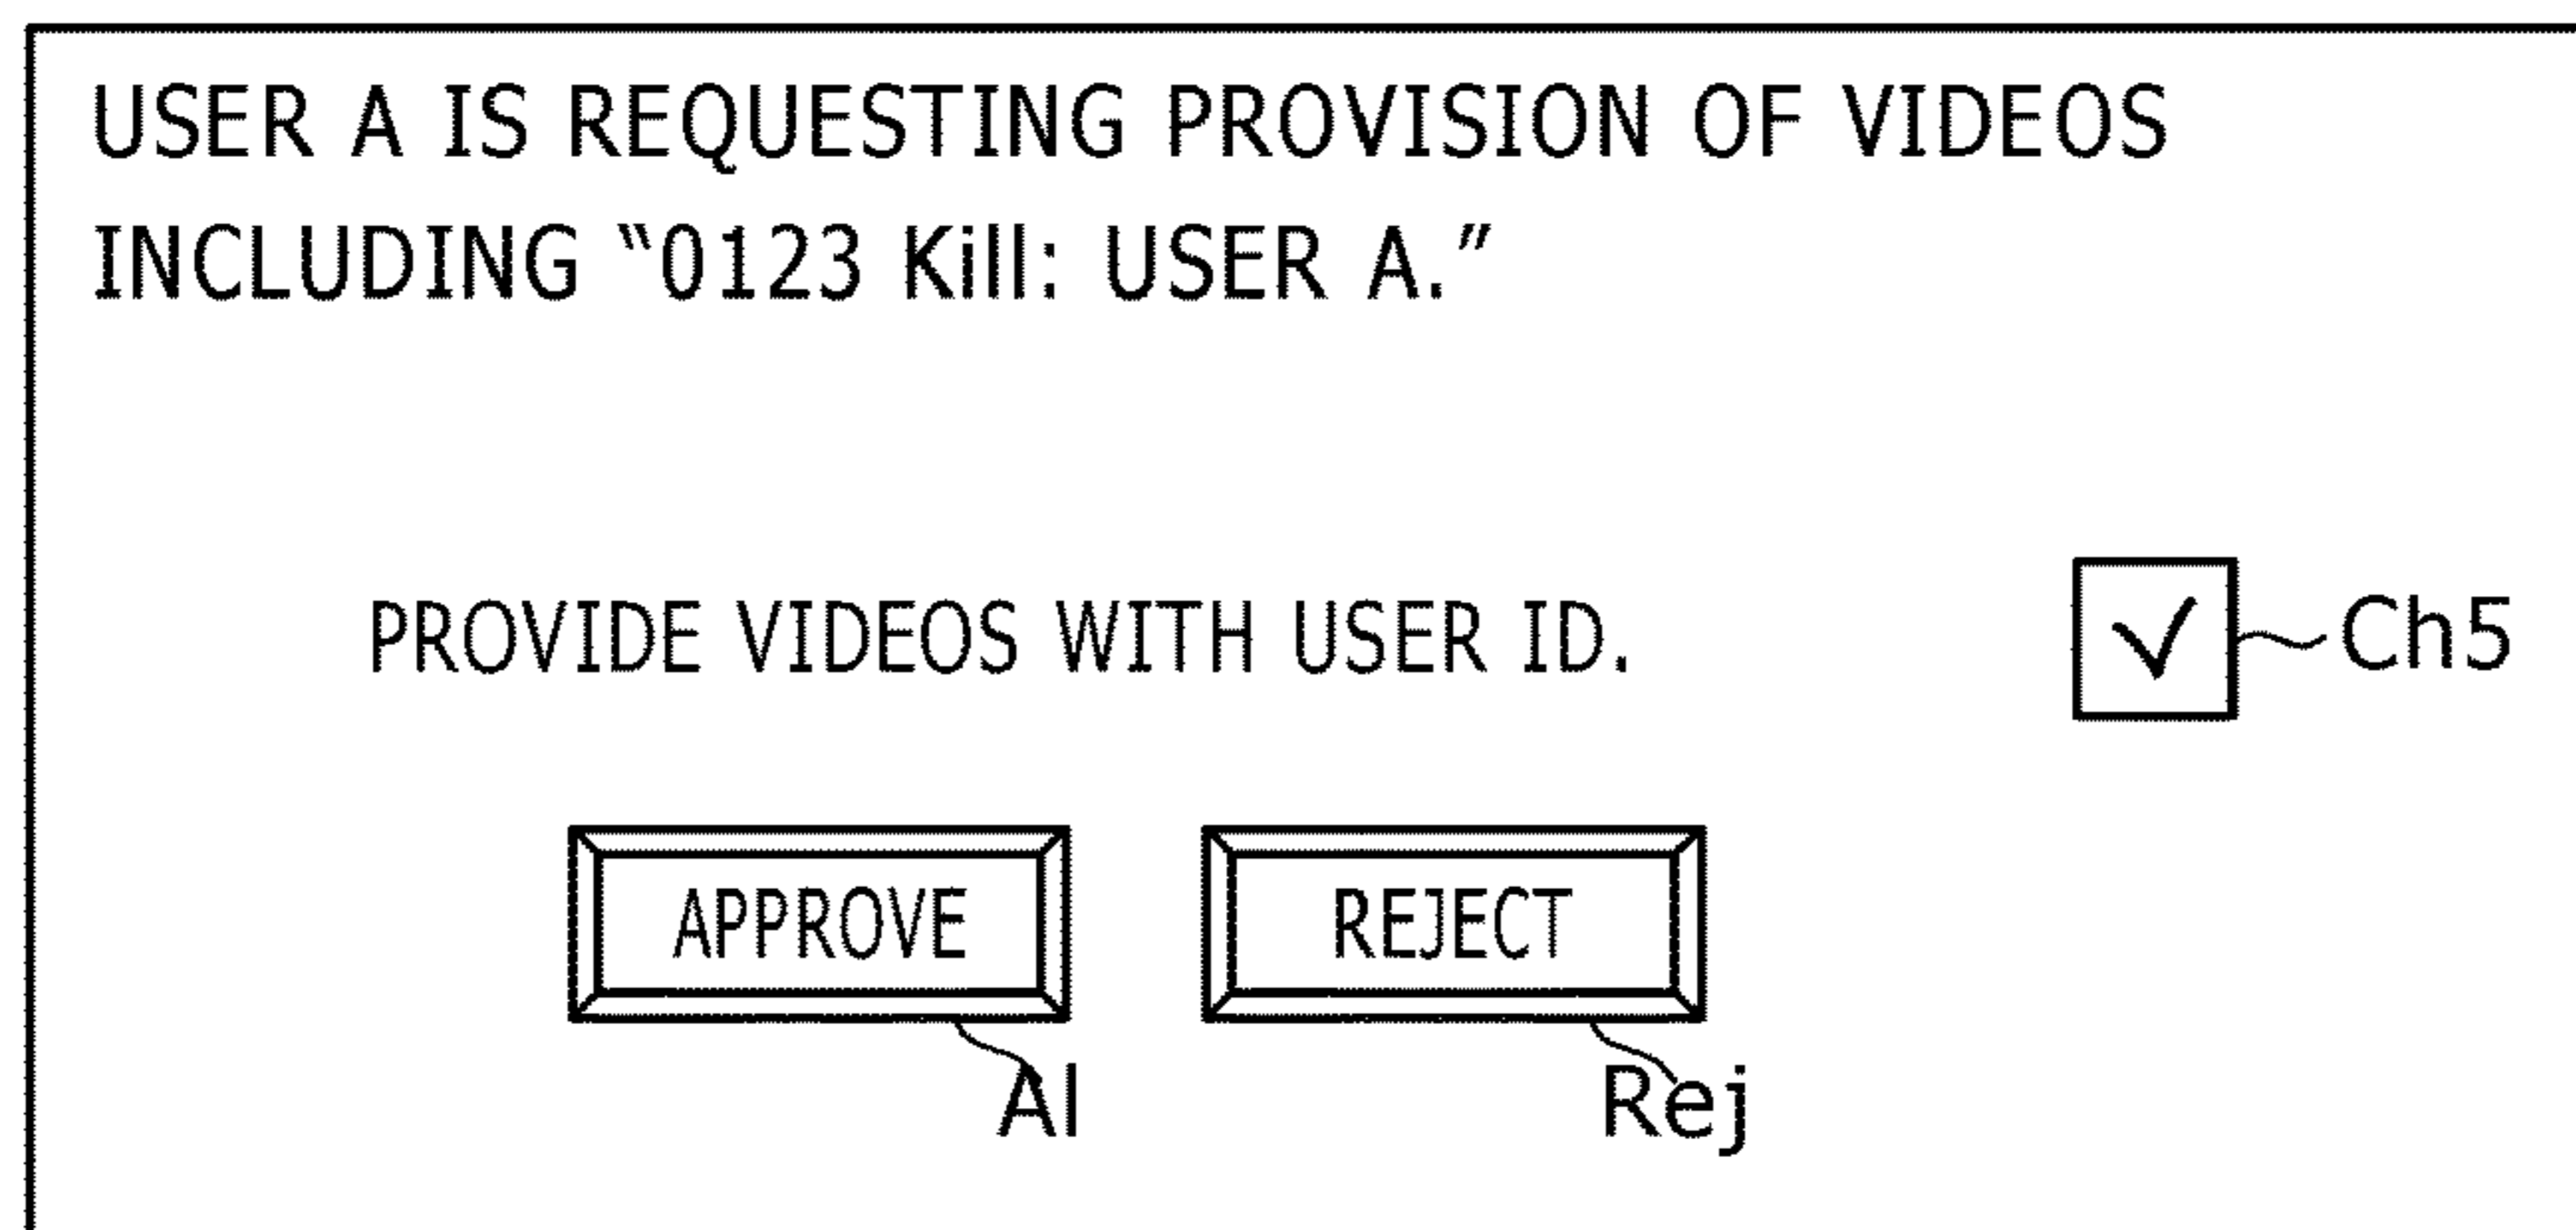 USER A IS REQUESTING PROVISION OF VIDEOS
INCLUDING “0123 Kill: USER A.”
PROVIDE VIDEOS WITH USER ID.
Ch5
APPROVE REJECT
Al Rej